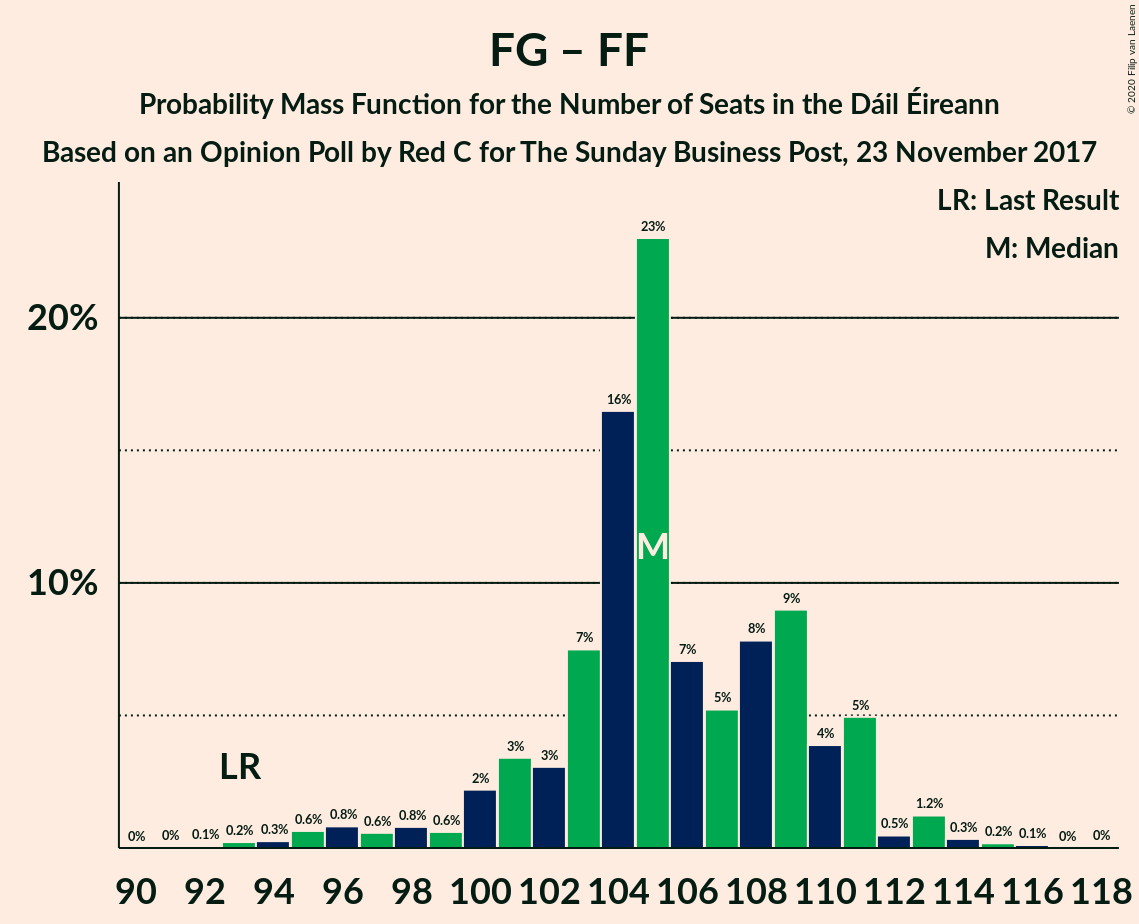 FG – FF
Probability Mass Function for the Number of Seats in the Dáil Éireann
Based on an Opinion Poll by Red C for The Sunday Business Post, 23 November 2017
© 2020 Filip van Laenen
LR: Last Result
M: Median
20%
10%
0% 0% 0.1% 0.2% 0.3% 0.6% 0.8% 0.6% 0.8% 0.6% 2% 3% 3% 7% 16% 23% 7% 5% 8% 9% 4% 5% 0.5% 1.2% 0.3% 0.2% 0.1% 0% 0%
LR
M
90 92 94 96 98 100 102 104 106 108 110 112 114 116 118